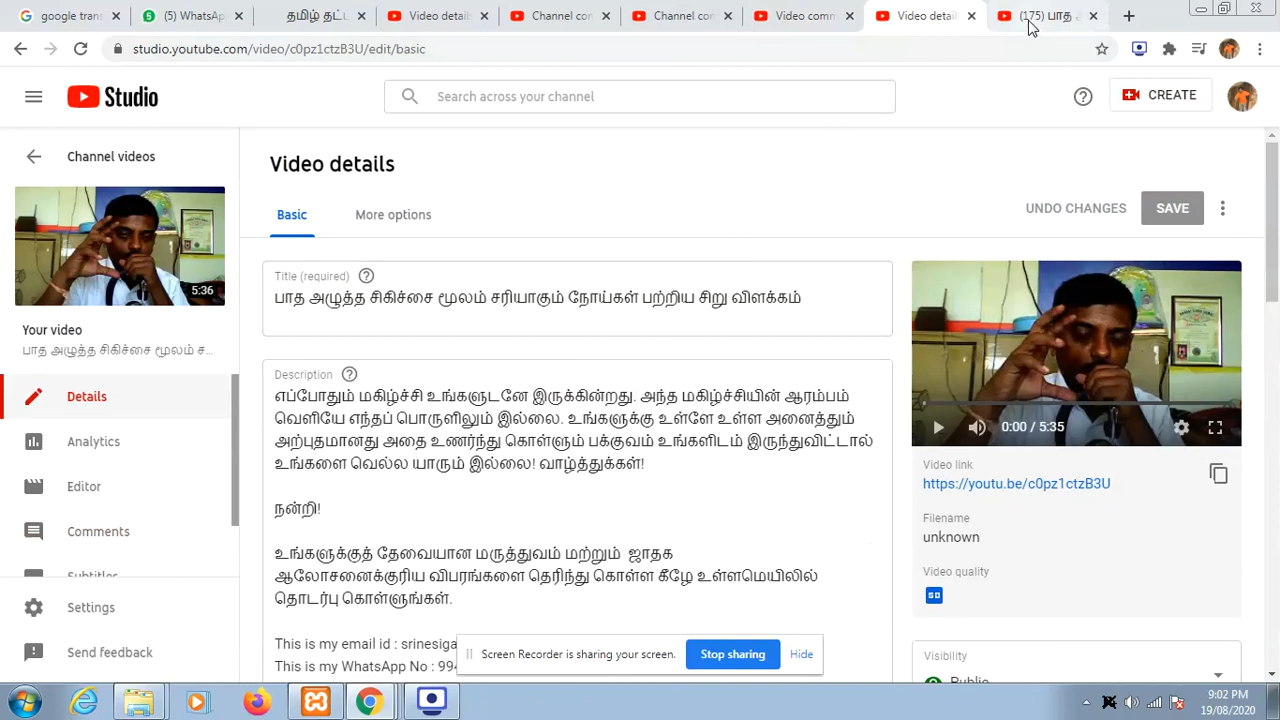 google trans
(5) WhatsApp
தமிழ் தட்ட
Video detai
Channel con
Channel con
Video comm
Video detai
(175) பாத அ
studio.youtube.com/video/c0pz1ctzB3U/edit/basic
Studio
Search across your channel
CREATE
Channel videos
5:36
Your video
பாத அழுத்த சிகிச்சை மூலம் ச...
Details
Analytics
Editor
Comments
Subtitles
Settings
Send feedback
Video details
Basic
More options
UNDO CHANGES
SAVE
Title (required)
பாத அழுத்த சிகிச்சை மூலம் சரியாகும் நோய்கள் பற்றிய சிறு விளக்கம்
Description
எப்போதும் மகிழ்ச்சி உங்களுடனே இருக்கின்றது. அந்த மகிழ்ச்சியின் ஆரம்பம்
வெளியே எந்தப் பொருளிலும் இல்லை. உங்களுக்கு உள்ளே உள்ள அனைத்தும்
அற்புதமானது அதை உணர்ந்து கொள்ளும் பக்குவம் உங்களிடம் இருந்துவிட்டால்
உங்களை வெல்ல யாரும் இல்லை! வாழ்த்துக்கள்!
நன்றி!
உங்களுக்குத் தேவையான மருத்துவம் மற்றும் ஜாதக
ஆலோசனைக்குரிய விபரங்களை தெரிந்து கொள்ள கீழே உள்ளமெயிலில்
தொடர்பு கொள்ளுங்கள்.
This is my email id : srinesiga
This is my WhatsApp No : 994
0:00 / 5:35
Video link
https://youtu.be/c0pz1ctzB3U
Filename
unknown
Video quality
SD
Visibility
Public
Screen Recorder is sharing your screen.
Stop sharing
Hide
9:02 PM
19/08/2020